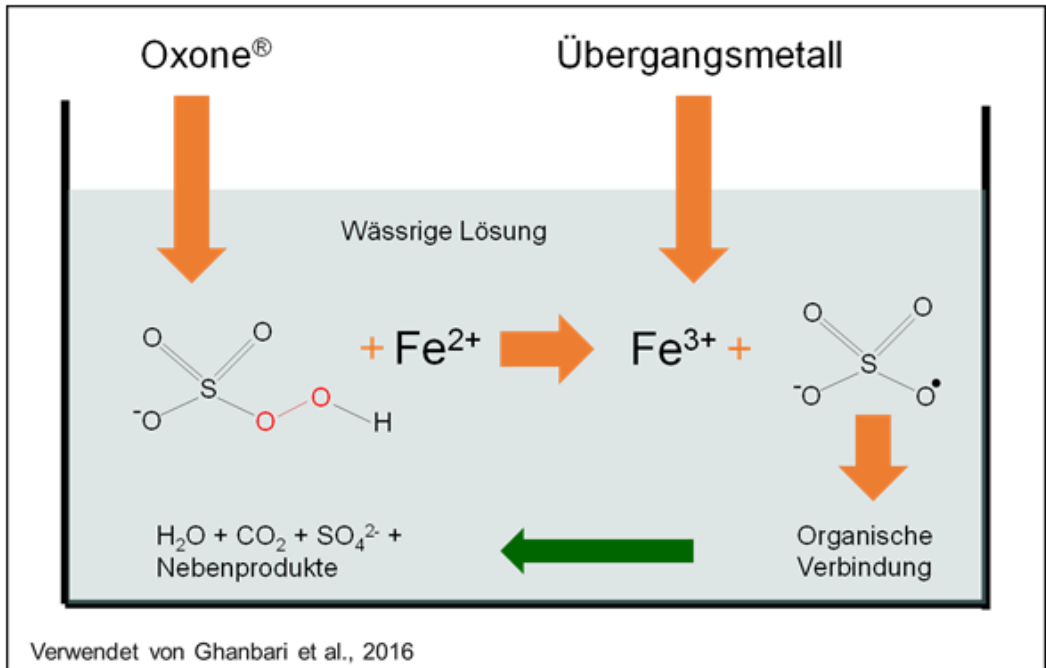 Oxone® Übergangsmetall
Wässrige Lösung
O O + Fe²⁺ Fe³⁺ + O O
S S
⁻O O O H ⁻O O•
H₂O + CO₂ + SO₄²⁻ +
Nebenprodukte
Organische
Verbindung
Verwendet von Ghanbari et al., 2016